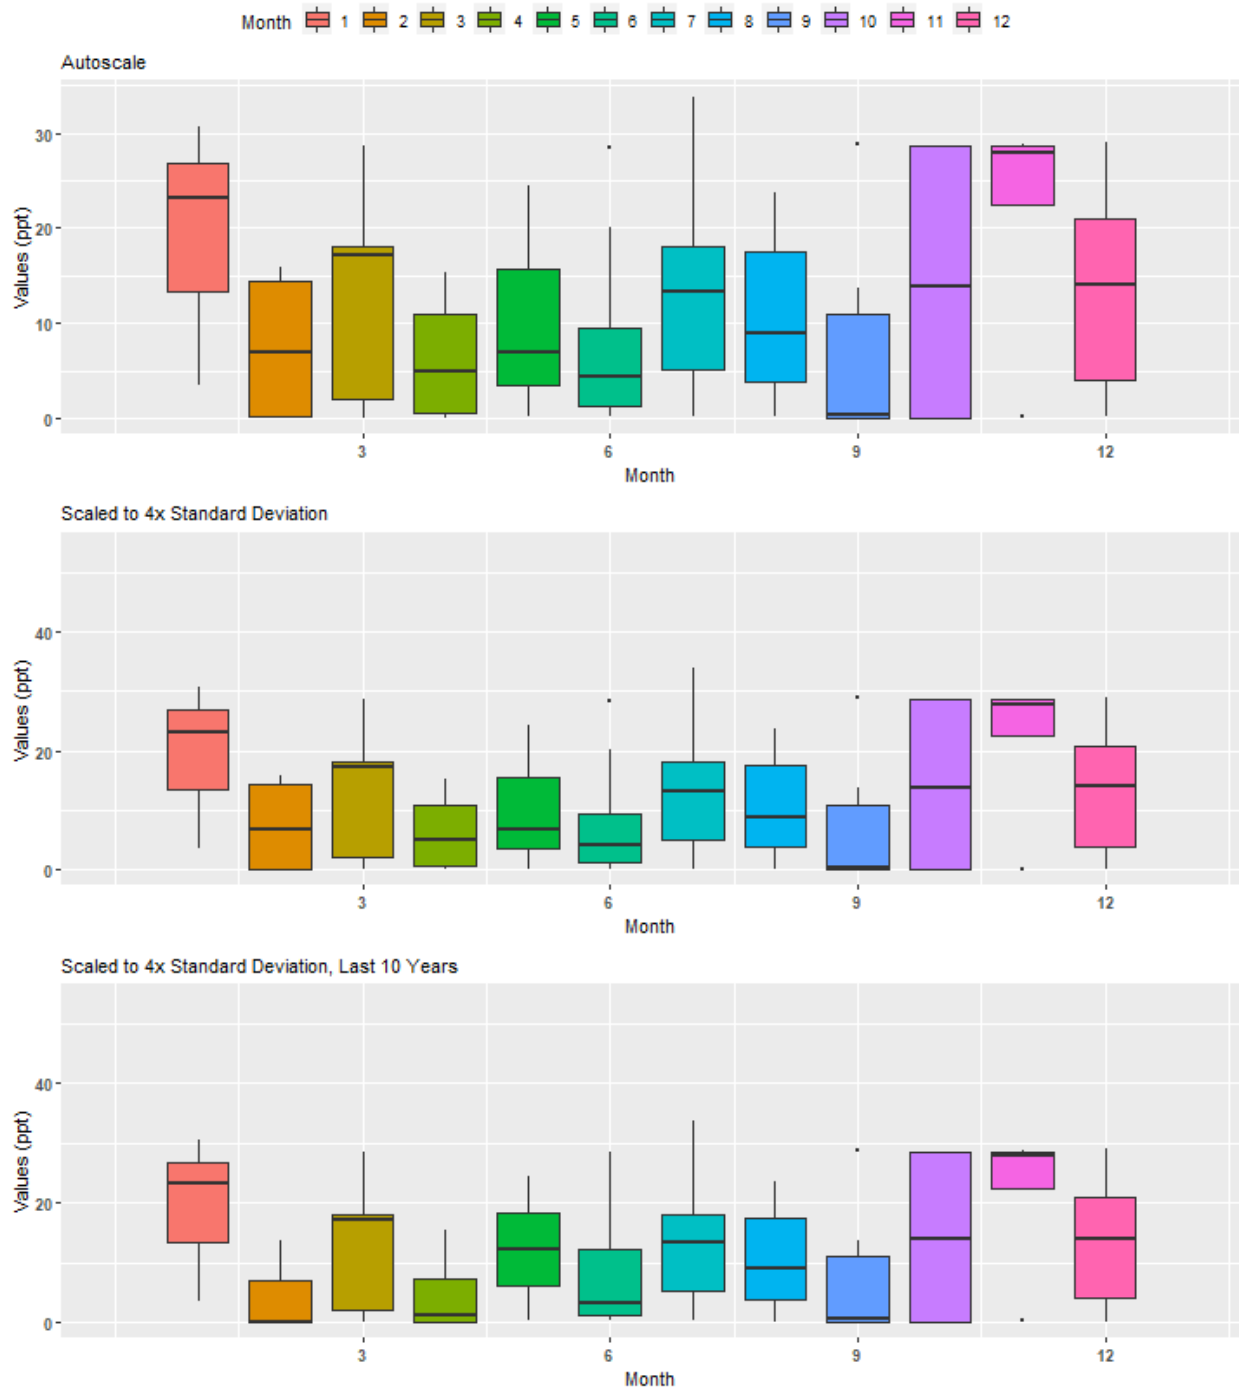 Month 1 2 3 4 5 6 7 8 9 10 11 12
Autoscale
Values (ppt)
30
20
10
0
3 6 9 12
Month
Scaled to 4x Standard Deviation
Values (ppt)
40
20
0
3 6 9 12
Month
Scaled to 4x Standard Deviation, Last 10 Years
Values (ppt)
40
20
0
3 6 9 12
Month